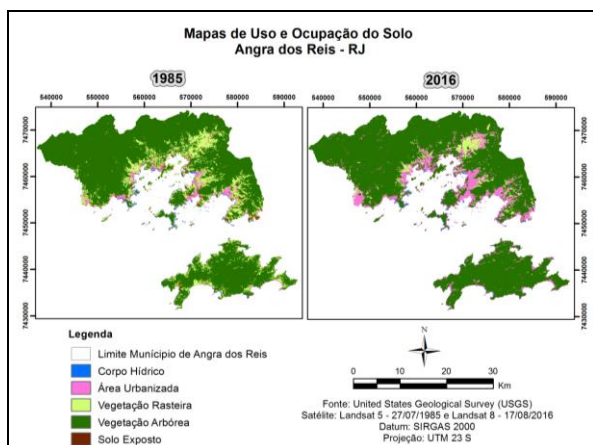 Mapas de Uso e Ocupação do Solo
Angra dos Reis - RJ
1985
2016
540000 550000 560000 570000 580000 590000
540000 550000 560000 570000 580000 590000
7470000
7460000
7450000
7440000
7430000
7470000
7460000
7450000
7440000
7430000
Legenda
Limite Município de Angra dos Reis
Corpo Hídrico
Área Urbanizada
Vegetação Rasteira
Vegetação Arbórea
Solo Exposto
N
0 5 10 20 30
Km
Fonte: United States Geological Survey (USGS)
Satélite: Landsat 5 - 27/07/1985 e Landsat 8 - 17/08/2016
Datum: SIRGAS 2000
Projeção: UTM 23 S